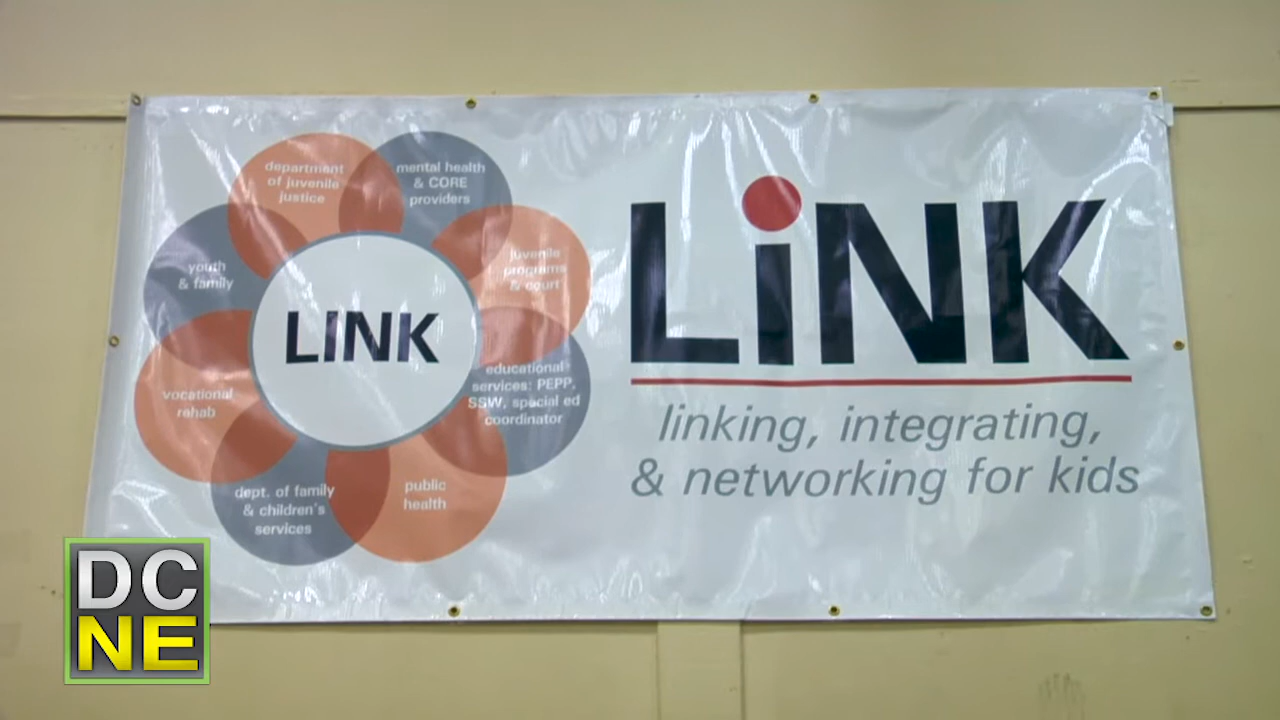 department
of juvenile
justice
mental health
& CORE
providers
juvenile
programs
& court
educational
services: PEPP,
SSW, special ed
coordinator
public
health
dept. of family
& children's
services
vocational
rehab
youth
& family
LINK
LiNK
linking, integrating,
& networking for kids
DC
NE